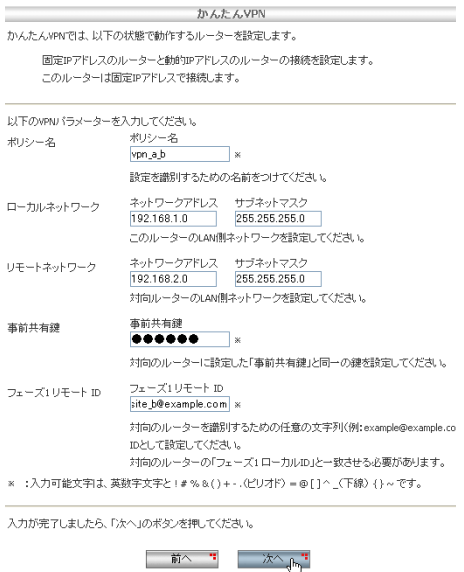 かんたんVPN
かんたんVPNでは、以下の状態で動作するルーターを設定します。
固定IPアドレスのルーターと動的IPアドレスのルーターの接続を設定します。
このルーターは固定IPアドレスで接続します。
以下のVPNパラメーターを入力してください。
ポリシー名 ポリシー名
vpn_a_b ※
設定を識別するための名前をつけてください。
ローカルネットワーク ネットワークアドレス サブネットマスク
192.168.1.0 255.255.255.0
このルーターのLAN側ネットワークを設定してください。
リモートネットワーク ネットワークアドレス サブネットマスク
192.168.2.0 255.255.255.0
対向ルーターのLAN側ネットワークを設定してください。
事前共有鍵 事前共有鍵
●●●●●● ※
対向のルーターに設定した「事前共有鍵」と同一の鍵を設定してください。
フェーズ1リモート ID フェーズ1リモート ID
site_b@example.com ※
対向のルーターを識別するための任意の文字列(例:example@example.co
IDとして設定してください。
対向のルーターの「フェーズ1 ローカルID」と一致させる必要があります。
※ :入力可能文字は、英数字文字と ! # % & ( ) + - .(ピリオド) = @ [ ] ^ _(下線) { } ~ です。
入力が完了しましたら、「次へ」のボタンを押してください。
前へ 次へ